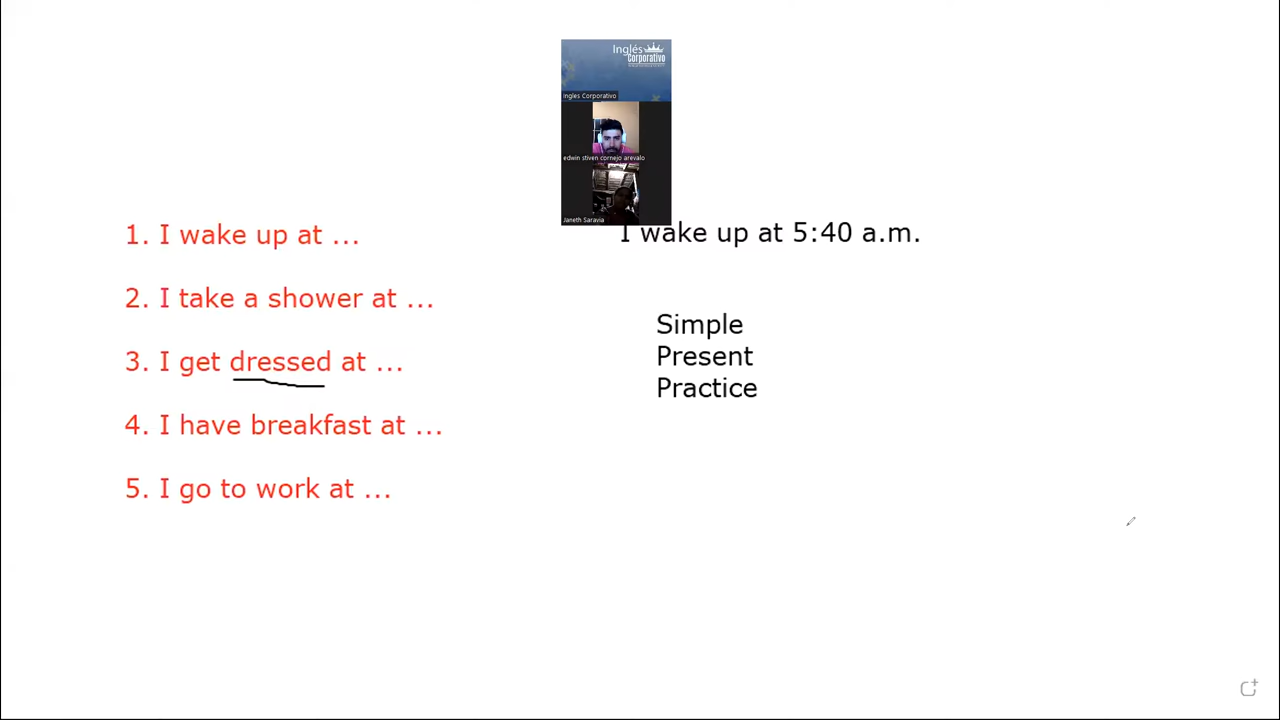 Inglés
Corporativo
Ingles Corporativo
edwin stiven cornejo arevalo
Janeth Saravia
1. I wake up at ...
I wake up at 5:40 a.m.
2. I take a shower at ...
Simple
Present
3. I get dressed at ...
Practice
4. I have breakfast at ...
5. I go to work at ...